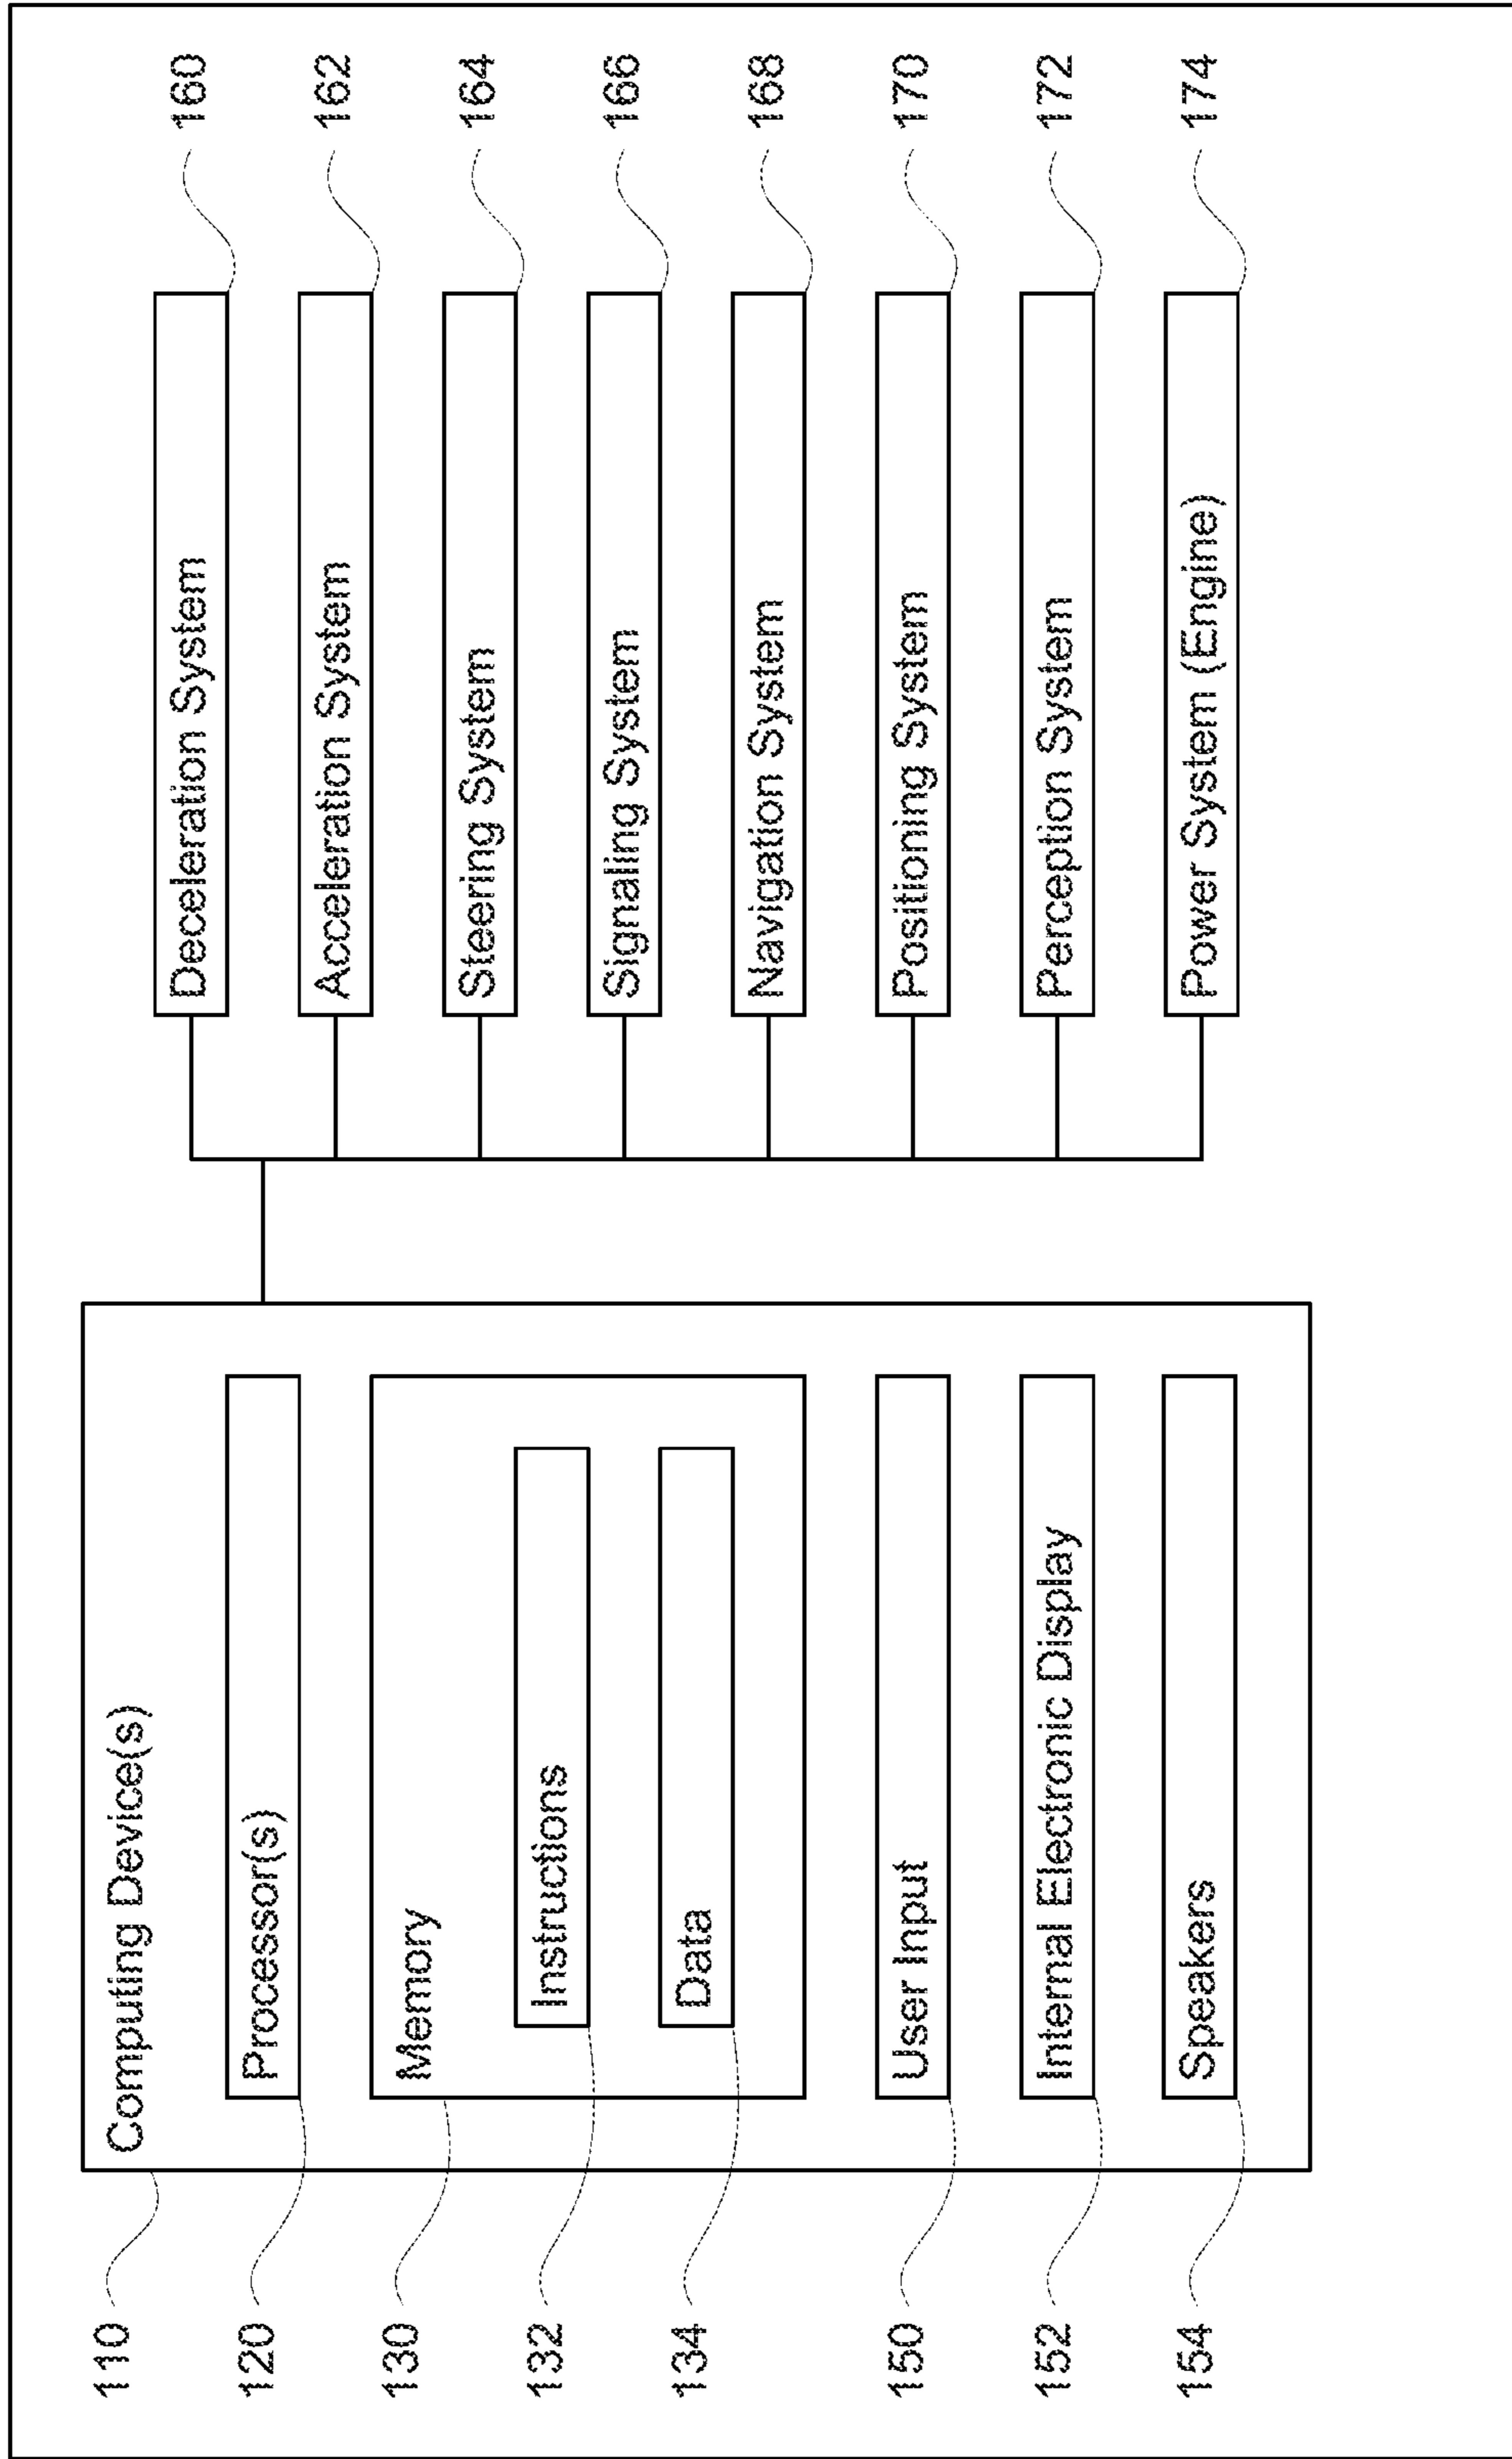 110
Computing Device(s)
120
Processor(s)
130
Memory
132
Instructions
134
Data
150
User Input
152
Internal Electronic Display
154
Speakers
Deceleration System
160
Acceleration System
162
Steering System
164
Signaling System
166
Navigation System
168
Positioning System
170
Perception System
172
Power System (Engine)
174